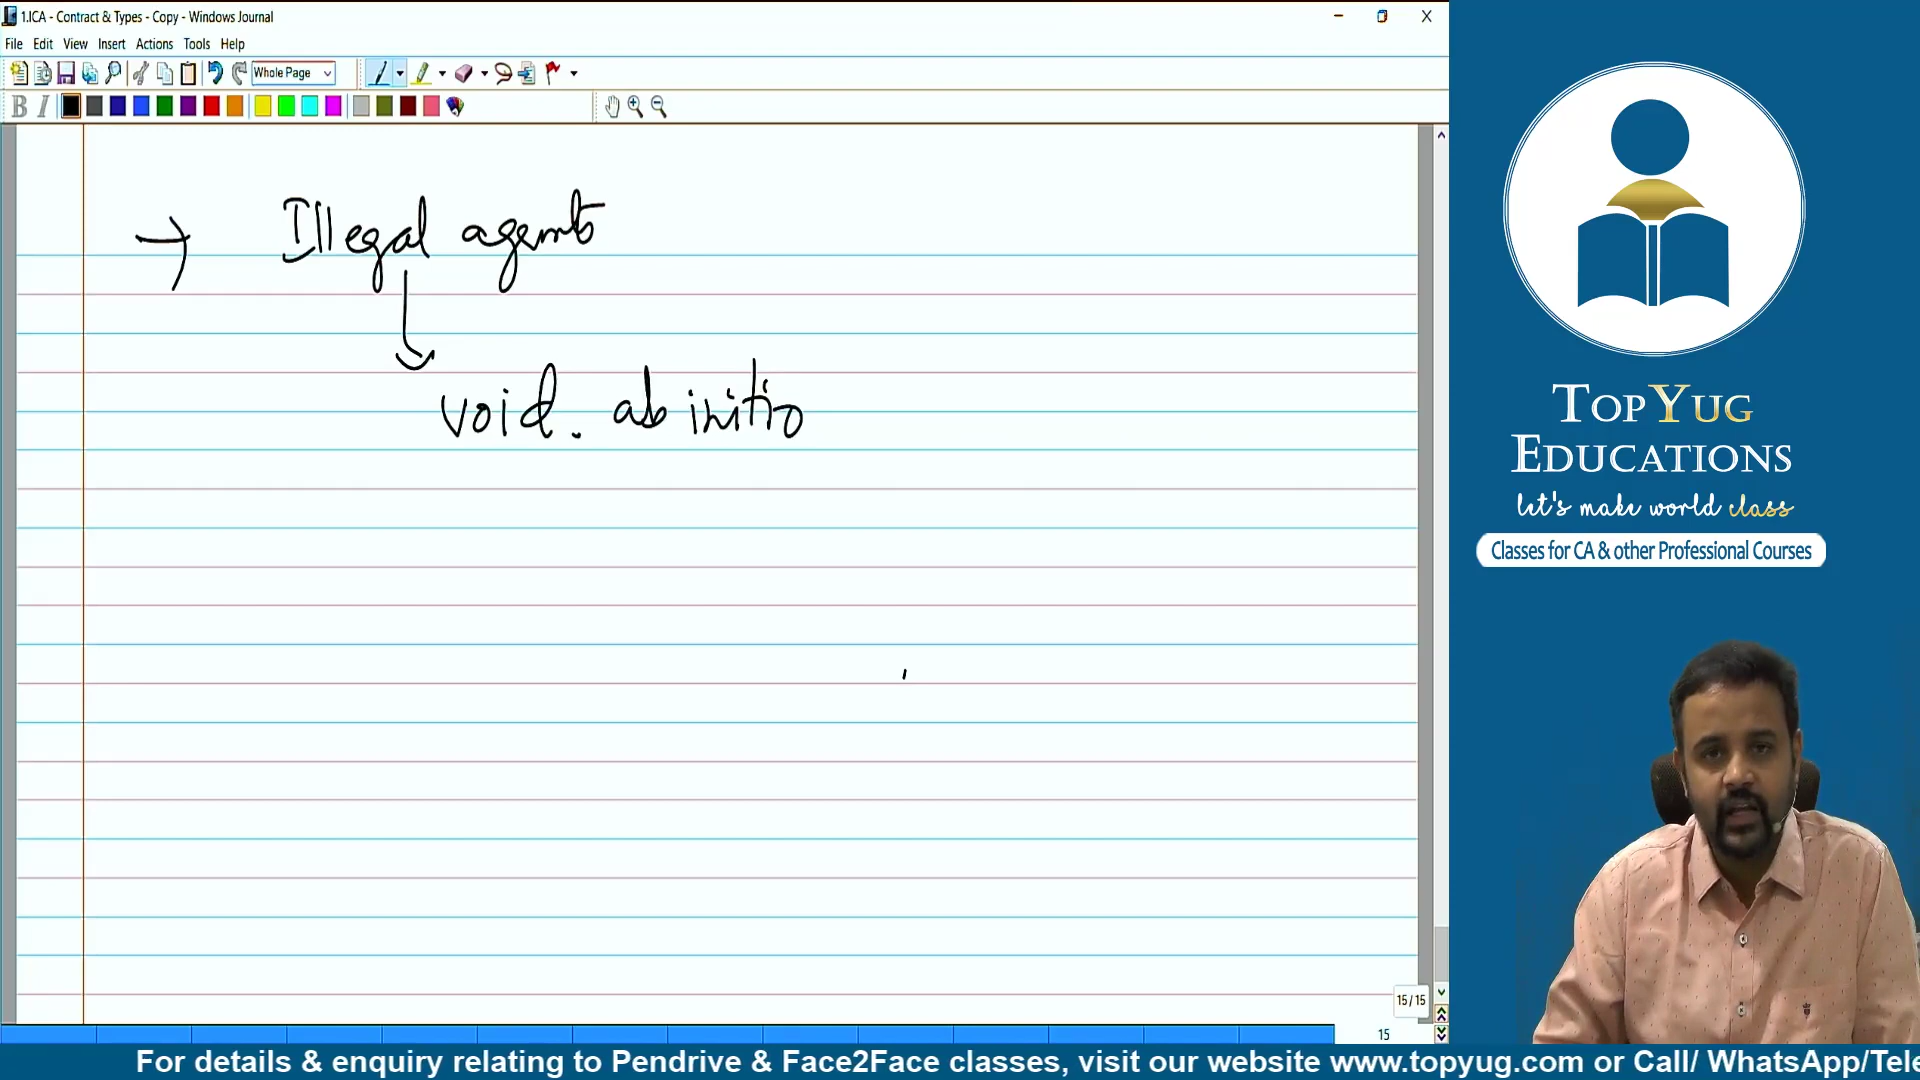 1.ICA - Contract & Types - Copy - Windows Journal
File Edit View Insert Actions Tools Help
Whole Page
B I
Illegal agemts
void. ab initio
15 / 15
15
TOPYUG
EDUCATIONS
let's make world class
Classes for CA & other Professional Courses
For details & enquiry relating to Pendrive & Face2Face classes, visit our website www.topyug.com or Call/ WhatsApp/Tele